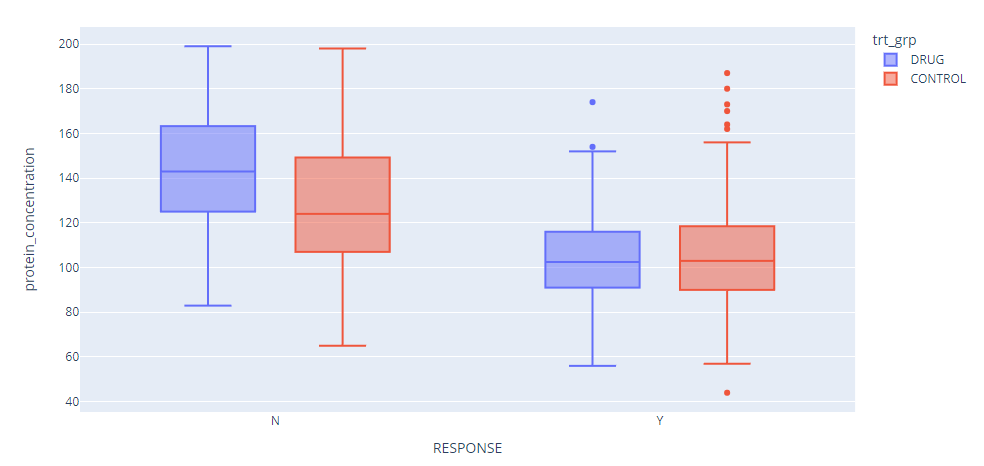 trt_grp
DRUG
CONTROL
protein_concentration
200
180
160
140
120
100
80
60
40
N Y
RESPONSE